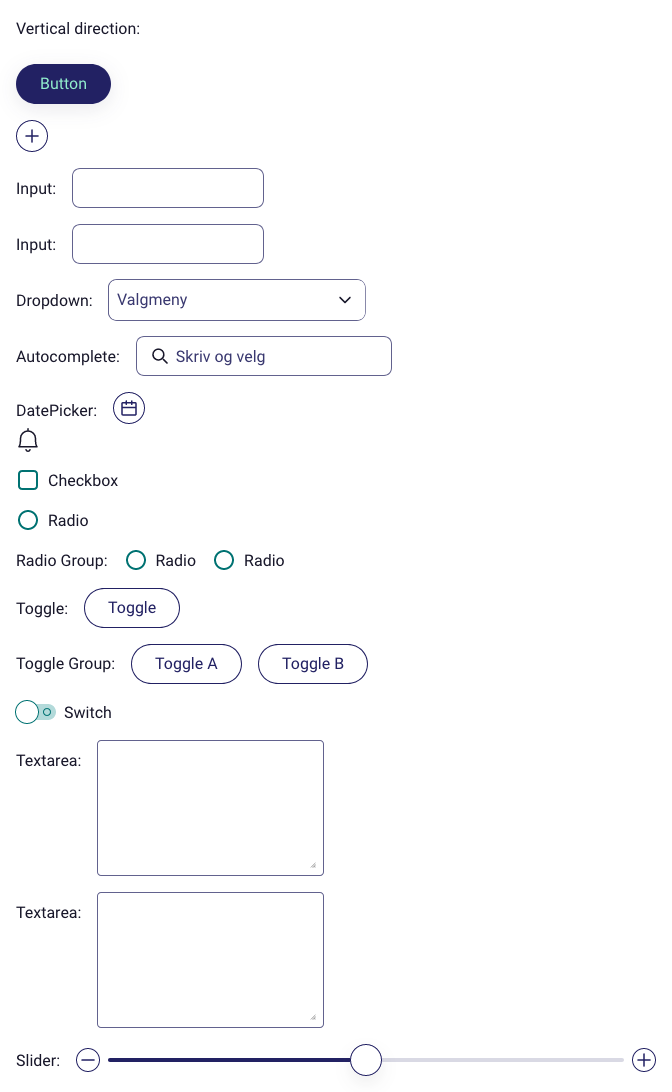 Vertical direction:
Button
Input:
Input:
Dropdown: Valgmeny
Autocomplete: Skriv og velg
DatePicker:
Checkbox
Radio
Radio Group: Radio Radio
Toggle: Toggle
Toggle Group: Toggle A Toggle B
Switch
Textarea:
Textarea:
Slider: